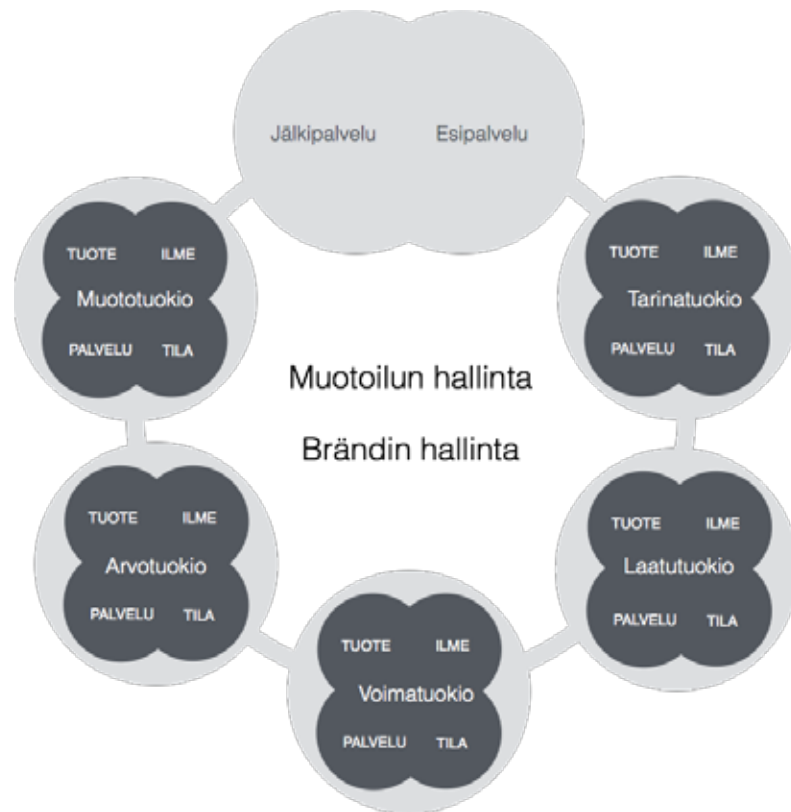 Jälkipalvelu Esipalvelu
TUOTE ILME
Muototuokio
PALVELU TILA
TUOTE ILME
Tarinatuokio
PALVELU TILA
Muotoilun hallinta
Brändin hallinta
TUOTE ILME
Arvotuokio
PALVELU TILA
TUOTE ILME
Laatutuokio
PALVELU TILA
TUOTE ILME
Voimatuokio
PALVELU TILA